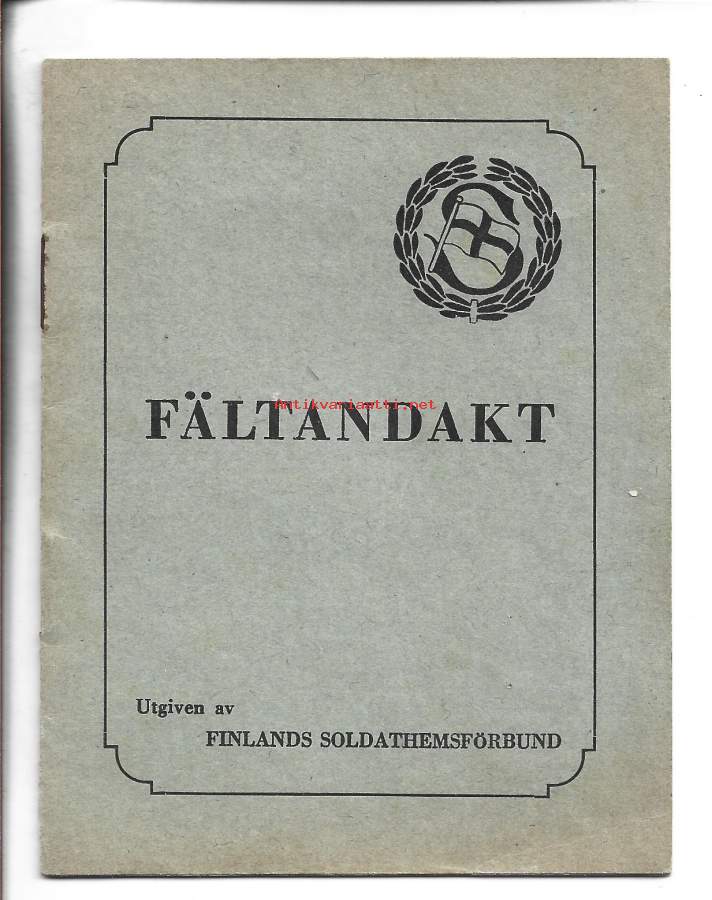 S
FÄLTANDAKT
Antikvariaatti.net
Utgiven av
FINLANDS SOLDATHEMSFÖRBUND